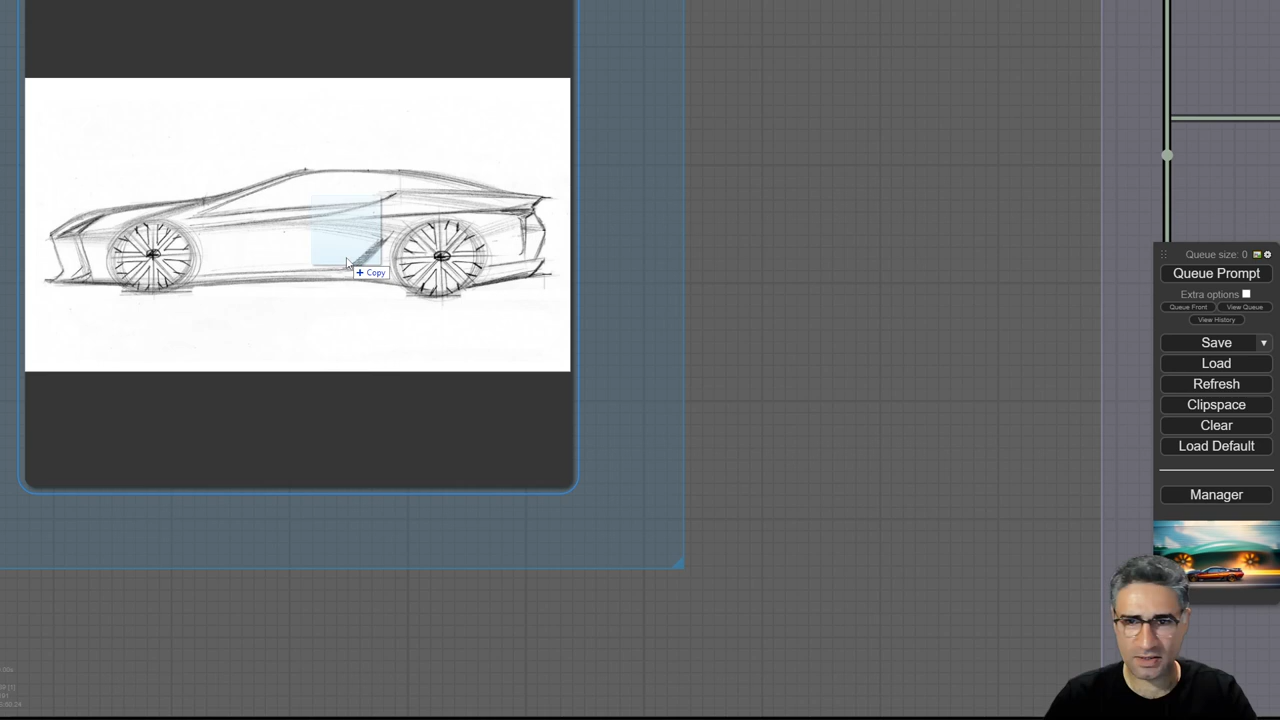 + Copy
Queue size: 0
Queue Prompt
Extra options
Queue Front
View Queue
View History
Save
Load
Refresh
Clipspace
Clear
Load Default
Manager